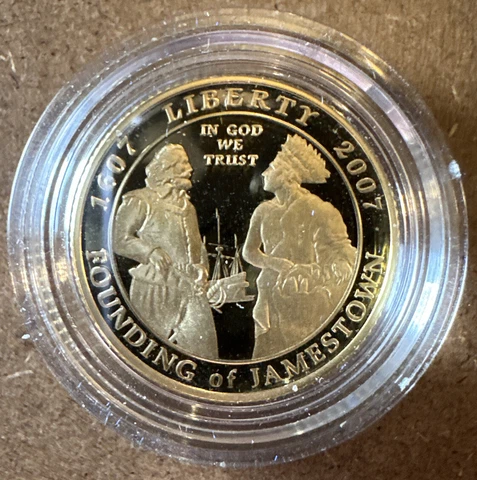 1607 LIBERTY 2007
IN GOD
WE
TRUST
FOUNDING of JAMESTOWN